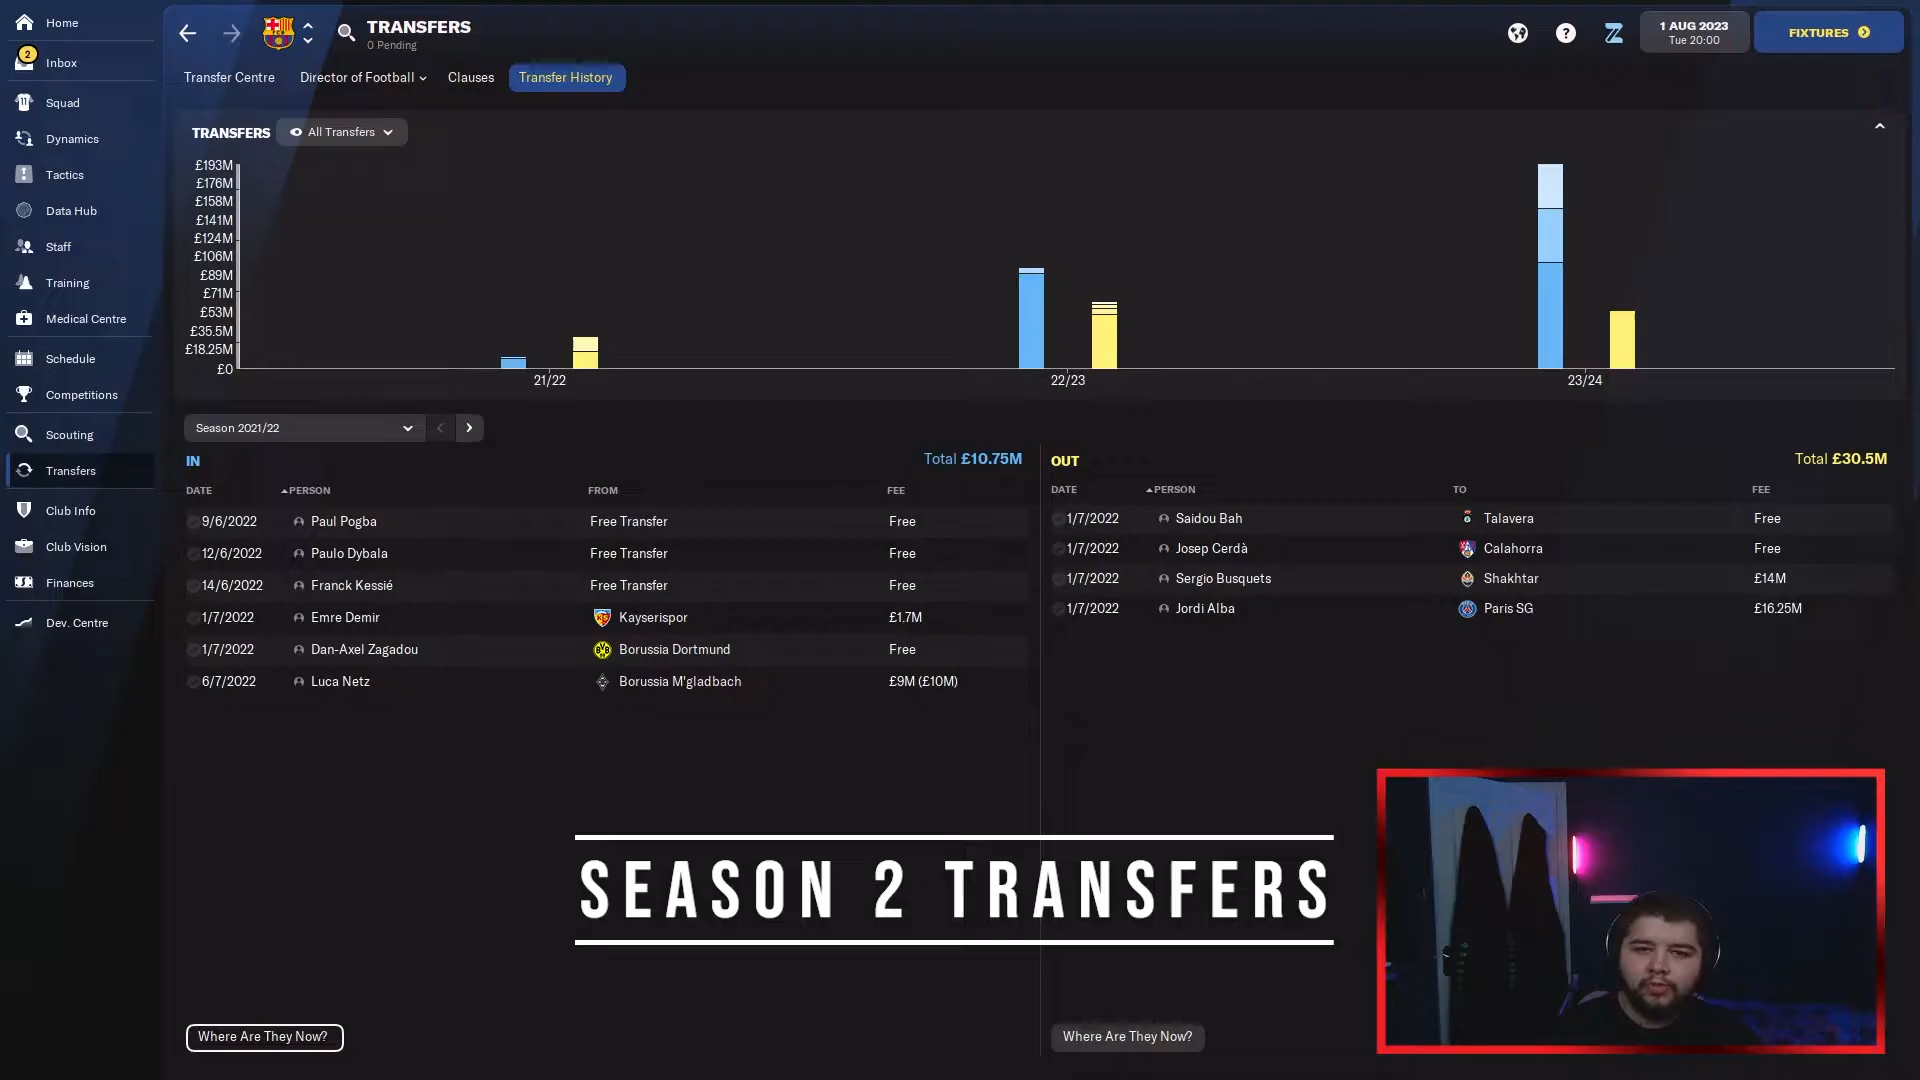 Home
2
Inbox
Squad
Dynamics
Tactics
Data Hub
Staff
Training
Medical Centre
Schedule
Competitions
Scouting
Transfers
Club Info
Club Vision
Finances
Dev. Centre
TRANSFERS
0 Pending
1 AUG 2023
Tue 20:00
FIXTURES
Transfer Centre Director of Football Clauses Transfer History
TRANSFERS All Transfers
£193M
£176M
£158M
£141M
£124M
£106M
£89M
£71M
£53M
£35.5M
£18.25M
£0
21/22 22/23 23/24
Season 2021/22
IN Total £10.75M
DATE PERSON FROM FEE
9/6/2022 Paul Pogba Free Transfer Free
12/6/2022 Paulo Dybala Free Transfer Free
14/6/2022 Franck Kessié Free Transfer Free
1/7/2022 Emre Demir Kayserispor £1.7M
1/7/2022 Dan-Axel Zagadou Borussia Dortmund Free
6/7/2022 Luca Netz Borussia M'gladbach £9M (£10M)
OUT Total £30.5M
DATE PERSON TO FEE
1/7/2022 Saidou Bah Talavera Free
1/7/2022 Josep Cerdà Calahorra Free
1/7/2022 Sergio Busquets Shakhtar £14M
1/7/2022 Jordi Alba Paris SG £16.25M
SEASON 2 TRANSFERS
Where Are They Now? Where Are They Now?